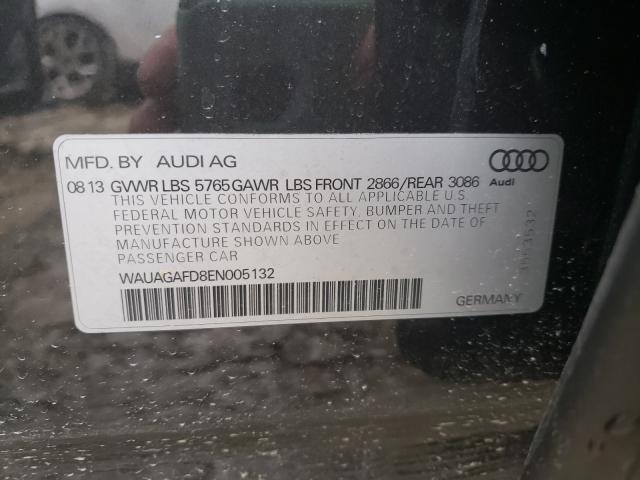 MFD. BY AUDI AG
08 13 GVWR LBS 5765 GAWR LBS FRONT 2866/REAR 3086
Audi
THIS VEHICLE CONFORMS TO ALL APPLICABLE U.S.
FEDERAL MOTOR VEHICLE SAFETY, BUMPER AND THEFT
PREVENTION STANDARDS IN EFFECT ON THE DATE OF
MANUFACTURE SHOWN ABOVE
PASSENGER CAR
WAUAGAFD8EN005132
GERMANY